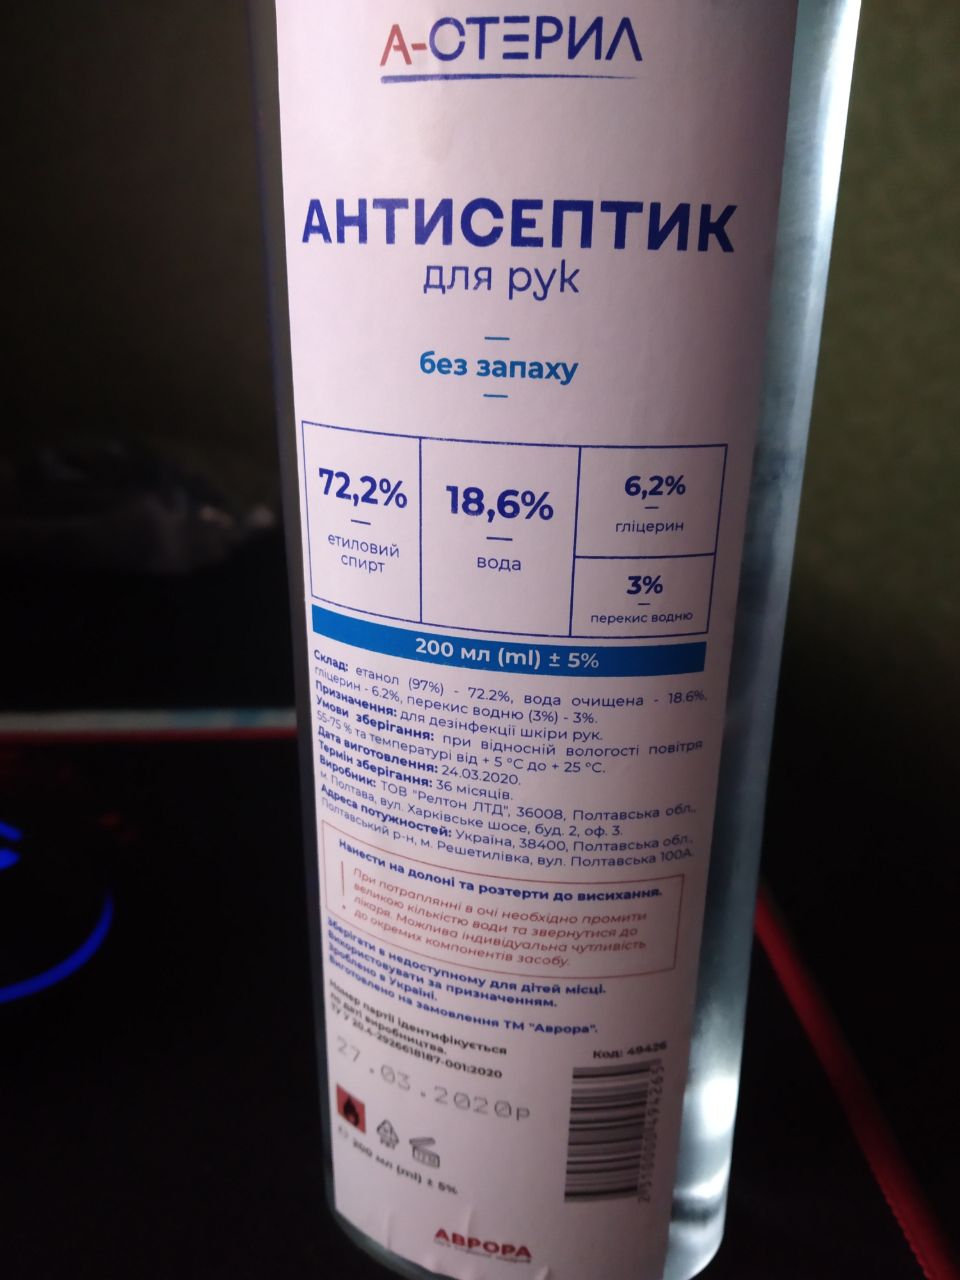 А-СТЕРИЛ
АНТИСЕПТИК
для рук
без запаху
72,2%
етиловий
спирт
18,6%
вода
6,2%
гліцерин
3%
перекис водню
200 мл (ml) ± 5%
Склад: етанол (97%) - 72.2%, вода очищена - 18.6%,
гліцерин - 6.2%, перекис водню (3%) - 3%.
Призначення: для дезінфекції шкіри рук.
Умови зберігання: при відносній вологості повітря
55-75 % та температурі від + 5 °C до + 25 °C.
Дата виготовлення: 24.03.2020.
Термін зберігання: 36 місяців.
Виробник: ТОВ "Релтон ЛТД", 36008, Полтавська обл.,
м. Полтава, вул. Харківське шосе, буд. 2, оф. 3.
Адреса потужностей: Україна, 38400, Полтавська обл.,
Полтавський р-н, м. Решетилівка, вул. Полтавська 100А.
Нанести на долоні та розтерти до висихання.
При потраплянні в очі необхідно промити
великою кількістю води та звернутися до
лікаря. Можлива індивідуальна чутливість
до окремих компонентів засобу.
Зберігати в недоступному для дітей місці.
Використовувати за призначенням.
Зроблено в Україні.
Виготовлено на замовлення ТМ "Аврора".
Номер партії ідентифікується
по даті виробництва.
ТУ У 20.4-2926618187-001:2020
27.03.2020р
Код: 49426
200 мл (ml) ± 5%
АВРОРА